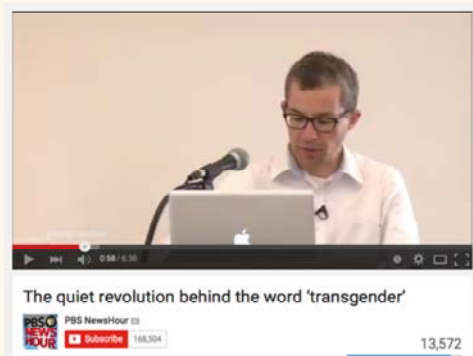 0:58 / 6:36
The quiet revolution behind the word 'transgender'
PBS NEWS HOUR
PBS NewsHour
Subscribe 168,504
13,572